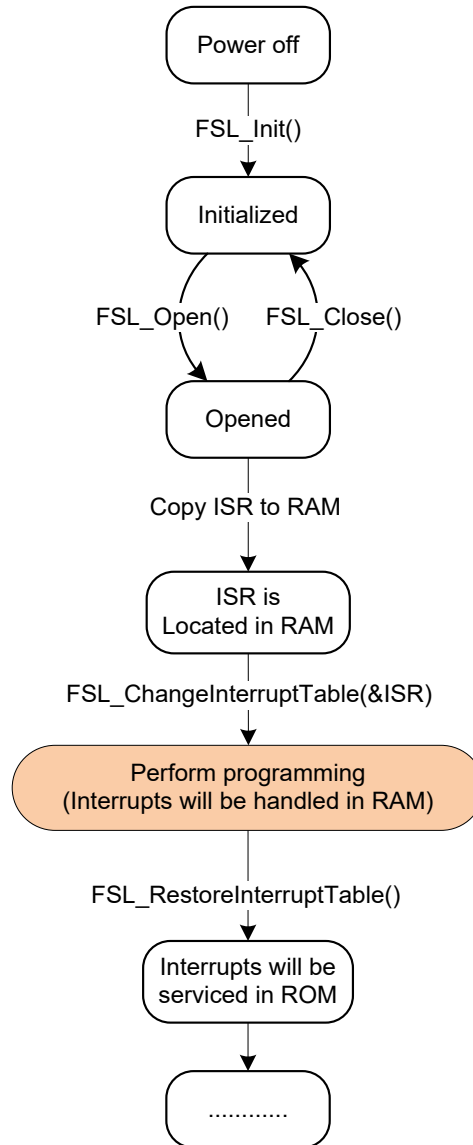 Power off
FSL_Init()
Initialized
FSL_Open() FSL_Close()
Opened
Copy ISR to RAM
ISR is
Located in RAM
FSL_ChangeInterruptTable(&ISR)
Perform programming
(Interrupts will be handled in RAM)
FSL_RestoreInterruptTable()
Interrupts will be
serviced in ROM
............